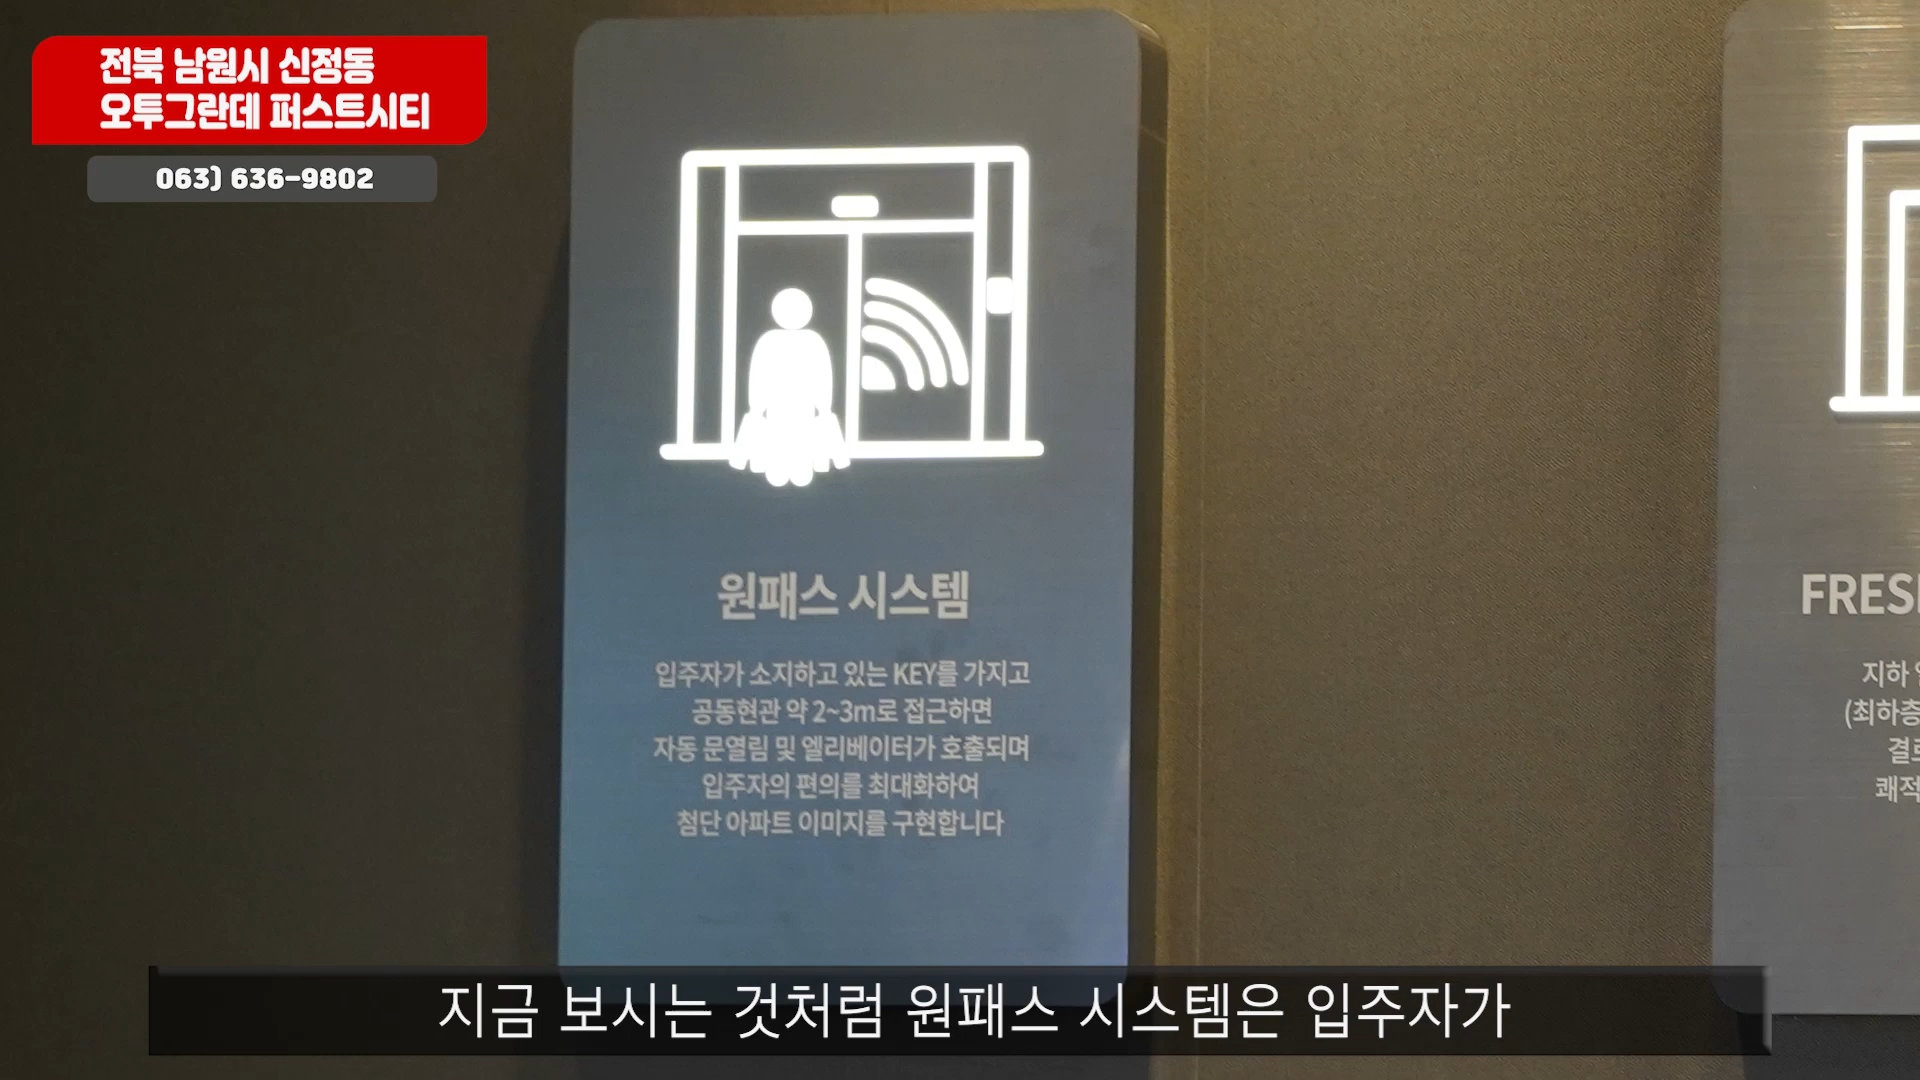 전북 남원시 신정동
오투그란데 퍼스트시티
063) 636-9802
원패스 시스템
입주자가 소지하고 있는 KEY를 가지고
공동현관 약 2~3m로 접근하면
자동 문열림 및 엘리베이터가 호출되며
입주자의 편의를 최대화하여
첨단 아파트 이미지를 구현합니다
지하
(최하층
지금 보시는 것처럼 원패스 시스템은 입주자가